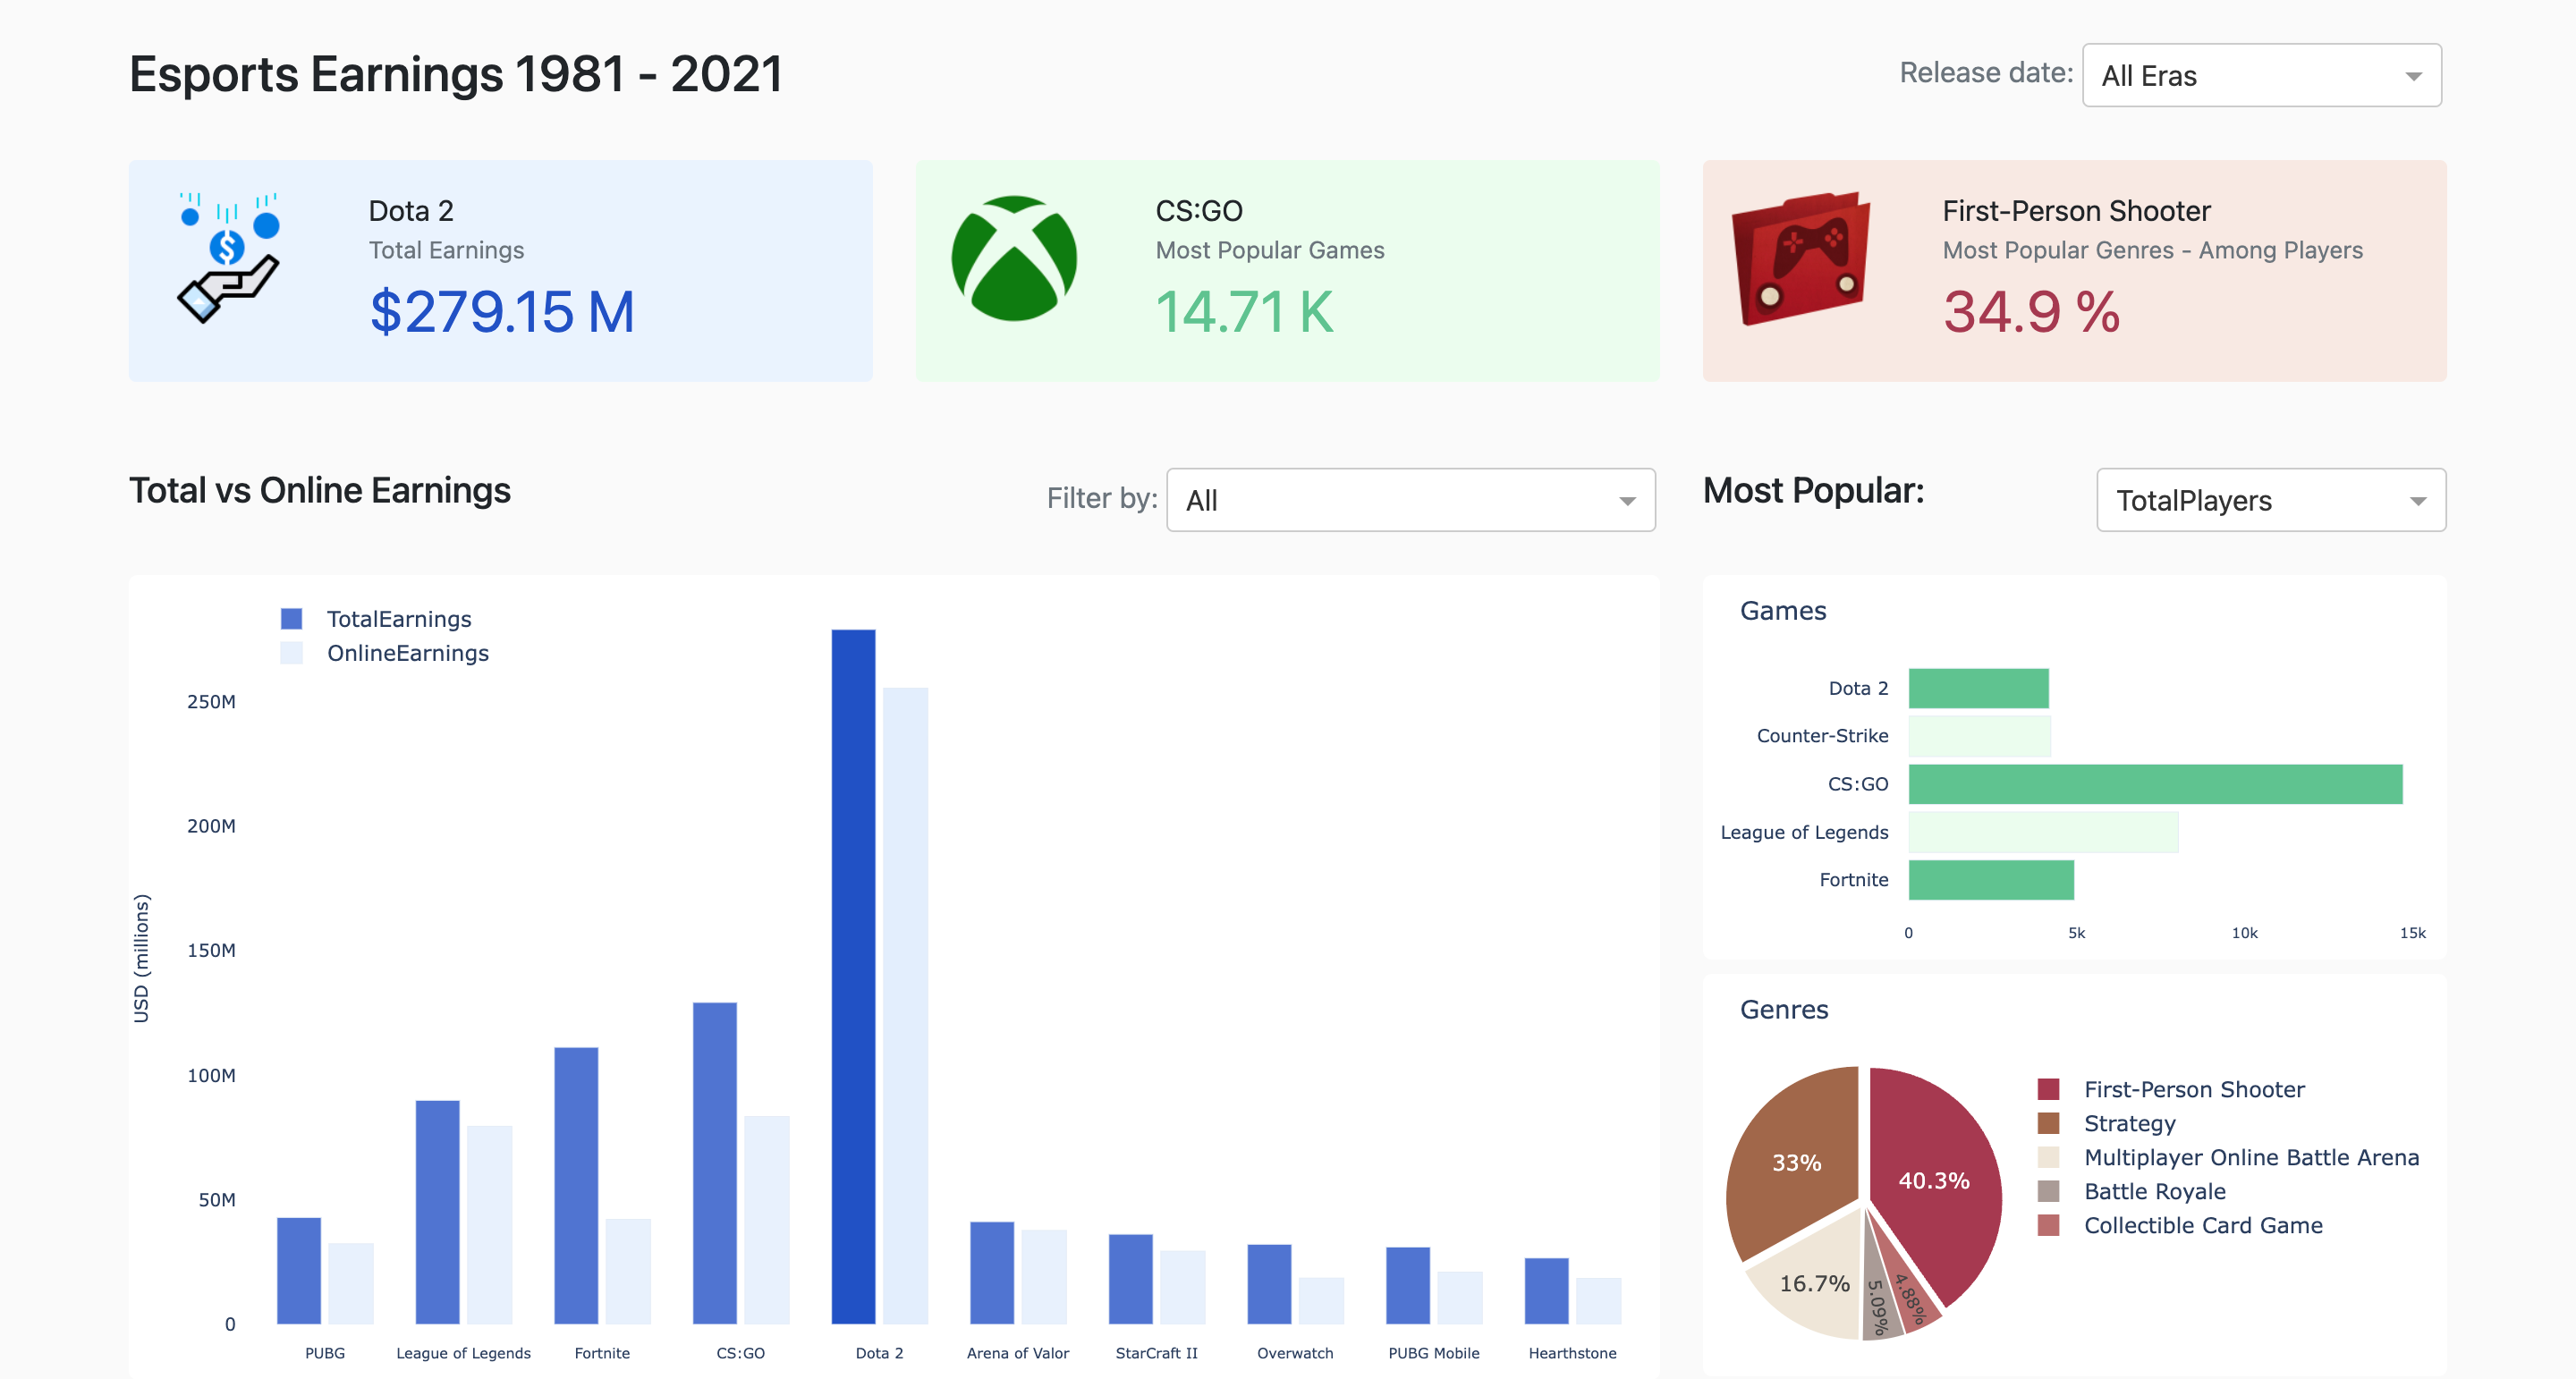 Esports Earnings 1981 - 2021
Release date: All Eras
Dota 2
Total Earnings
$279.15 M
CS:GO
Most Popular Games
14.71 K
First-Person Shooter
Most Popular Genres - Among Players
34.9 %
Total vs Online Earnings
Filter by: All
Most Popular: TotalPlayers
TotalEarnings
OnlineEarnings
USD (millions)
250M
200M
150M
100M
50M
0
PUBG League of Legends Fortnite CS:GO Dota 2 Arena of Valor StarCraft II Overwatch PUBG Mobile Hearthstone
Games
Dota 2
Counter-Strike
CS:GO
League of Legends
Fortnite
0 5k 10k 15k
Genres
33%
40.3%
16.7%
5.09%
4.88%
First-Person Shooter
Strategy
Multiplayer Online Battle Arena
Battle Royale
Collectible Card Game